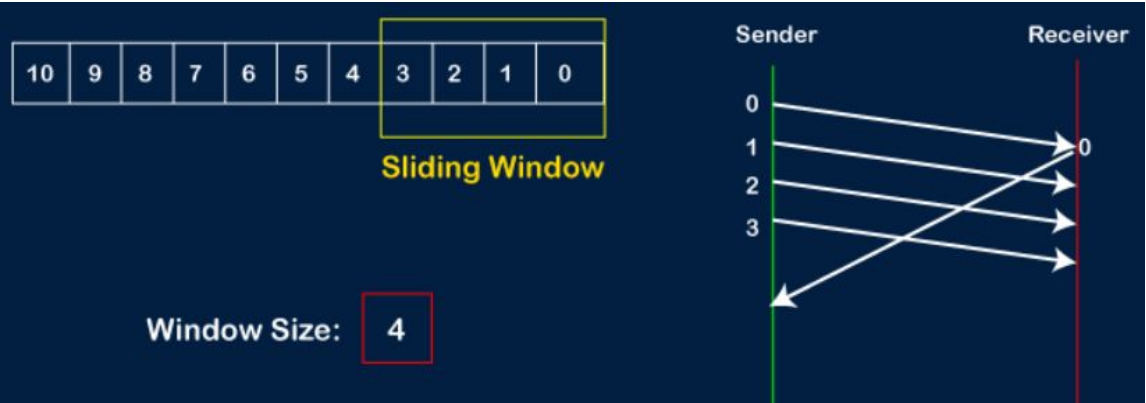 10 9 8 7 6 5 4 3 2 1 0
Sliding Window
Window Size: 4
Sender Receiver
0
1 0
2
3